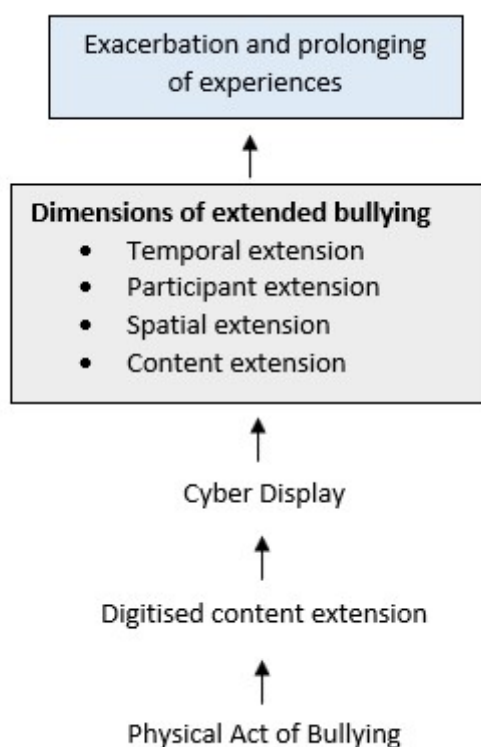 Exacerbation and prolonging
of experiences
Dimensions of extended bullying
• Temporal extension
• Participant extension
• Spatial extension
• Content extension
Cyber Display
Digitised content extension
Physical Act of Bullying